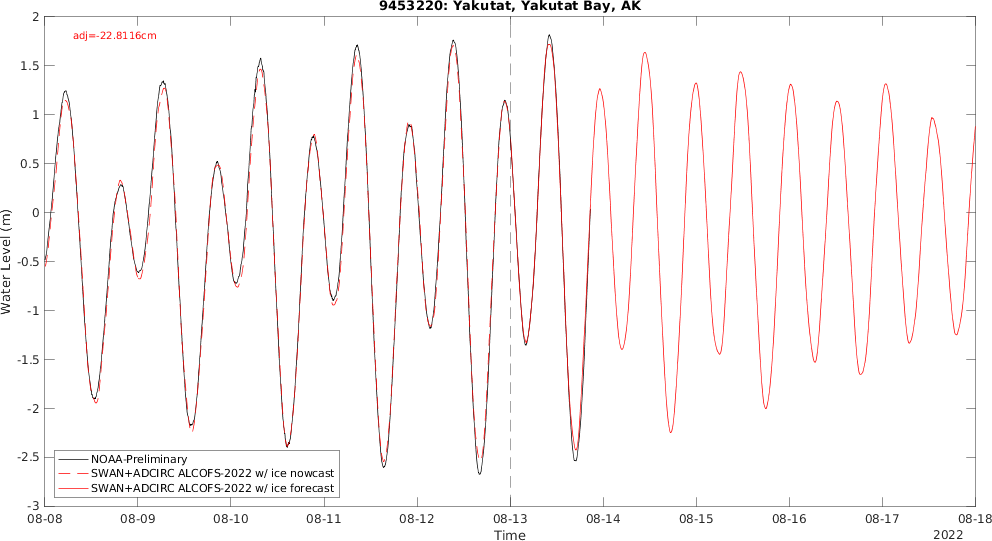 9453220: Yakutat, Yakutat Bay, AK
adj=-22.8116cm
Water Level (m)
2
1.5
1
0.5
0
-0.5
-1
-1.5
-2
-2.5
-3
NOAA-Preliminary
SWAN+ADCIRC ALCOFS-2022 w/ ice nowcast
SWAN+ADCIRC ALCOFS-2022 w/ ice forecast
08-08 08-09 08-10 08-11 08-12 08-13 08-14 08-15 08-16 08-17 08-18
Time
2022